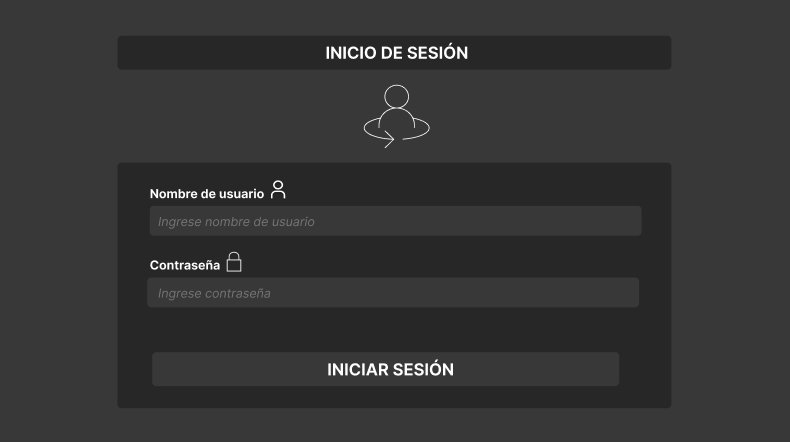 INICIO DE SESIÓN
Nombre de usuario
Ingrese nombre de usuario
Contraseña
Ingrese contraseña
INICIAR SESIÓN